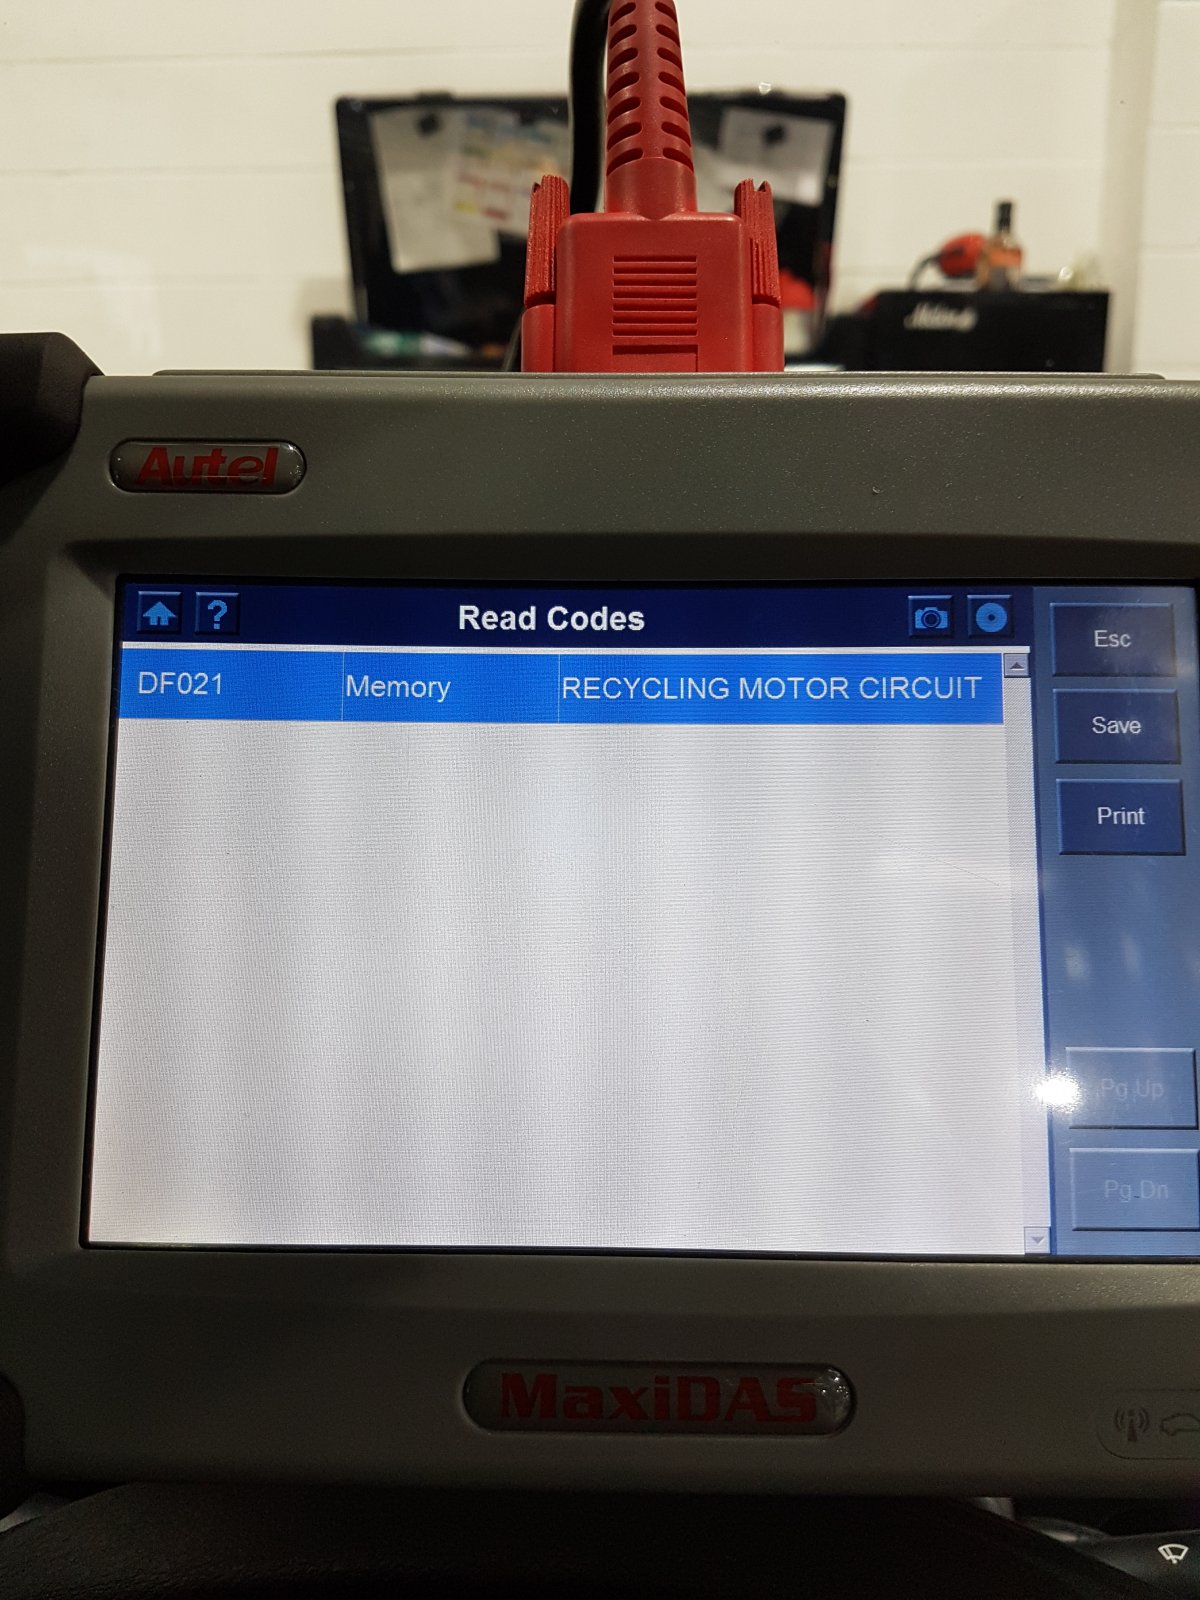 Autel
?
Read Codes
Esc
DF021 Memory RECYCLING MOTOR CIRCUIT
Save
Print
Pg Up
Pg Dn
MaxiDAS